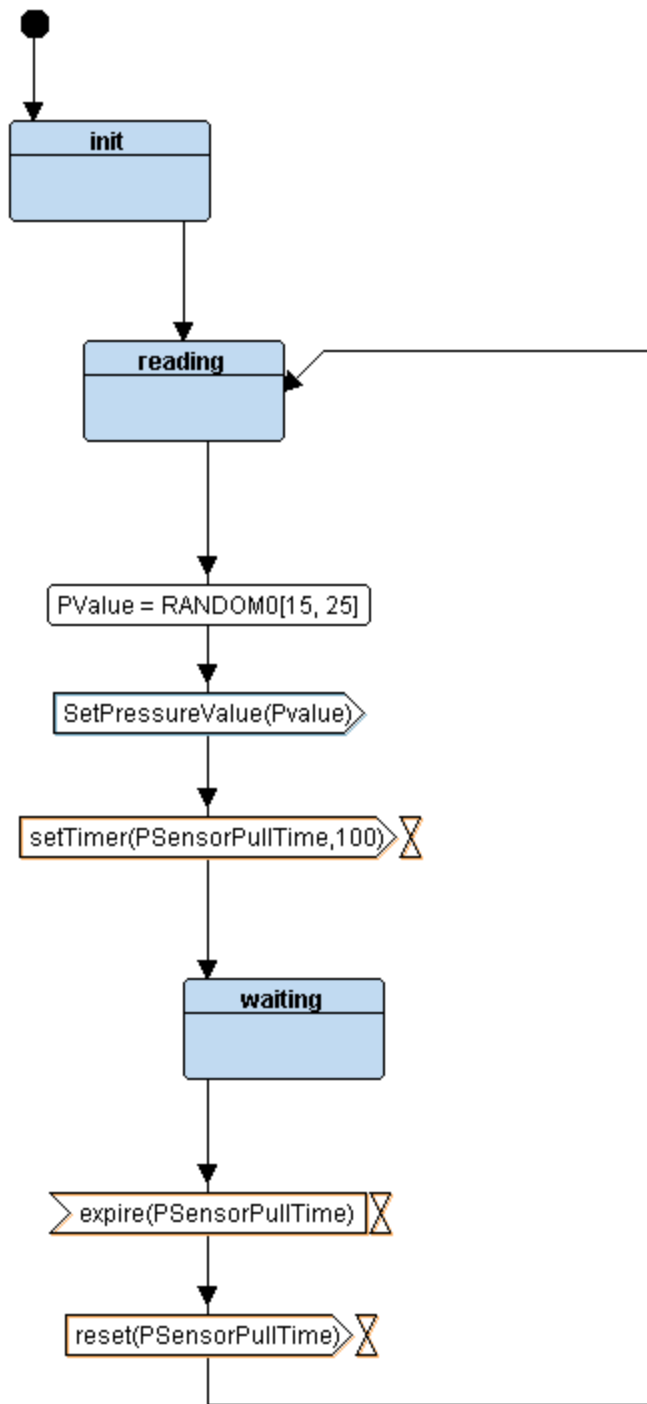 init
reading
PValue = RANDOM0[15, 25]
SetPressureValue(Pvalue)
setTimer(PSensorPullTime,100)
waiting
expire(PSensorPullTime)
reset(PSensorPullTime)